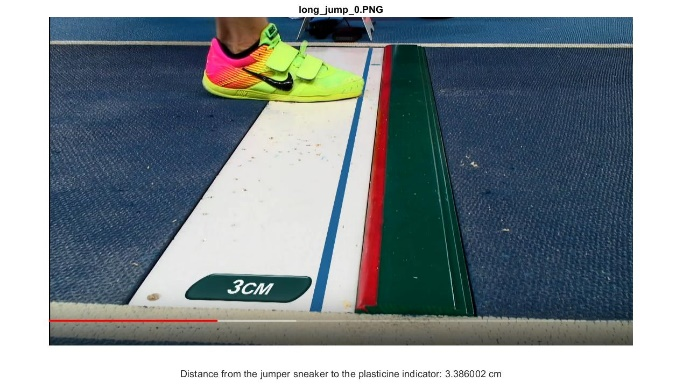 long_jump_0.PNG
3CM
Distance from the jumper sneaker to the plasticine indicator: 3.386002 cm